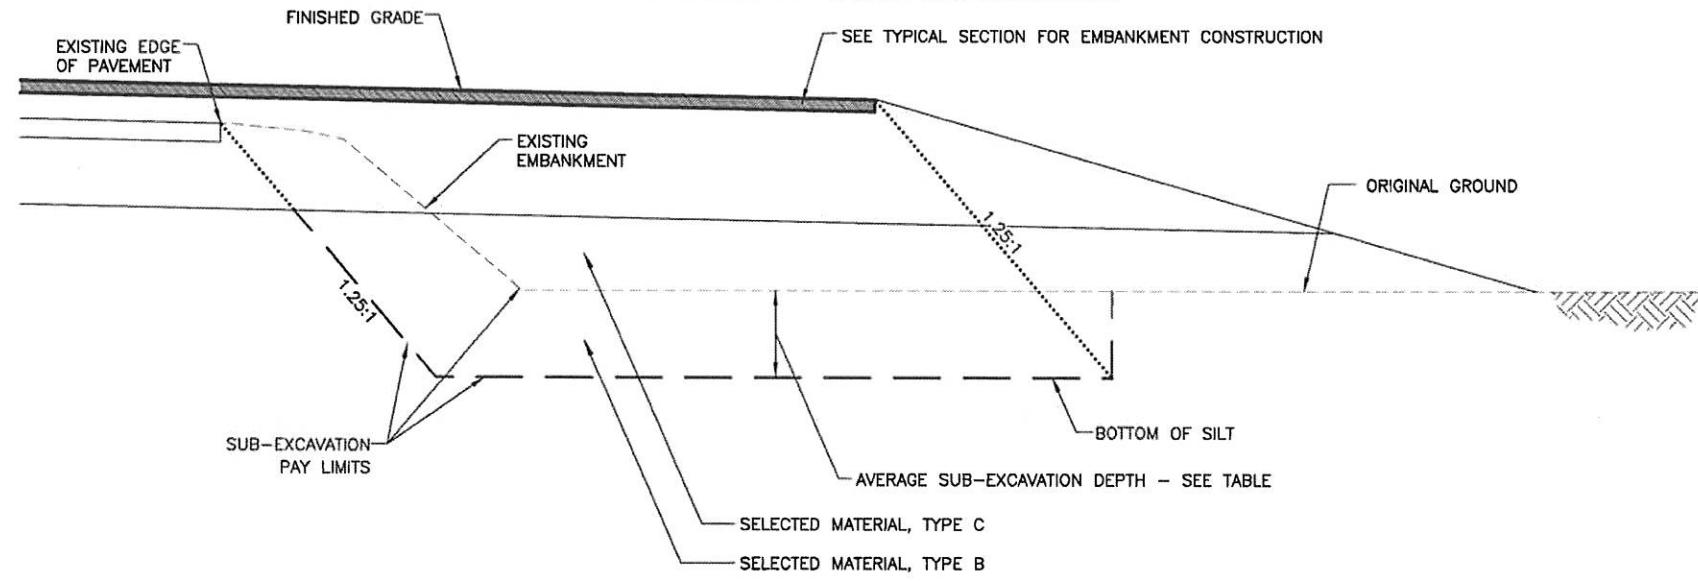 FINISHED GRADE
SEE TYPICAL SECTION FOR EMBANKMENT CONSTRUCTION
EXISTING EDGE
OF PAVEMENT
EXISTING
EMBANKMENT
ORIGINAL GROUND
1.25:1
1.25:1
SUB-EXCAVATION
PAY LIMITS
BOTTOM OF SILT
AVERAGE SUB-EXCAVATION DEPTH - SEE TABLE
SELECTED MATERIAL, TYPE C
SELECTED MATERIAL, TYPE B